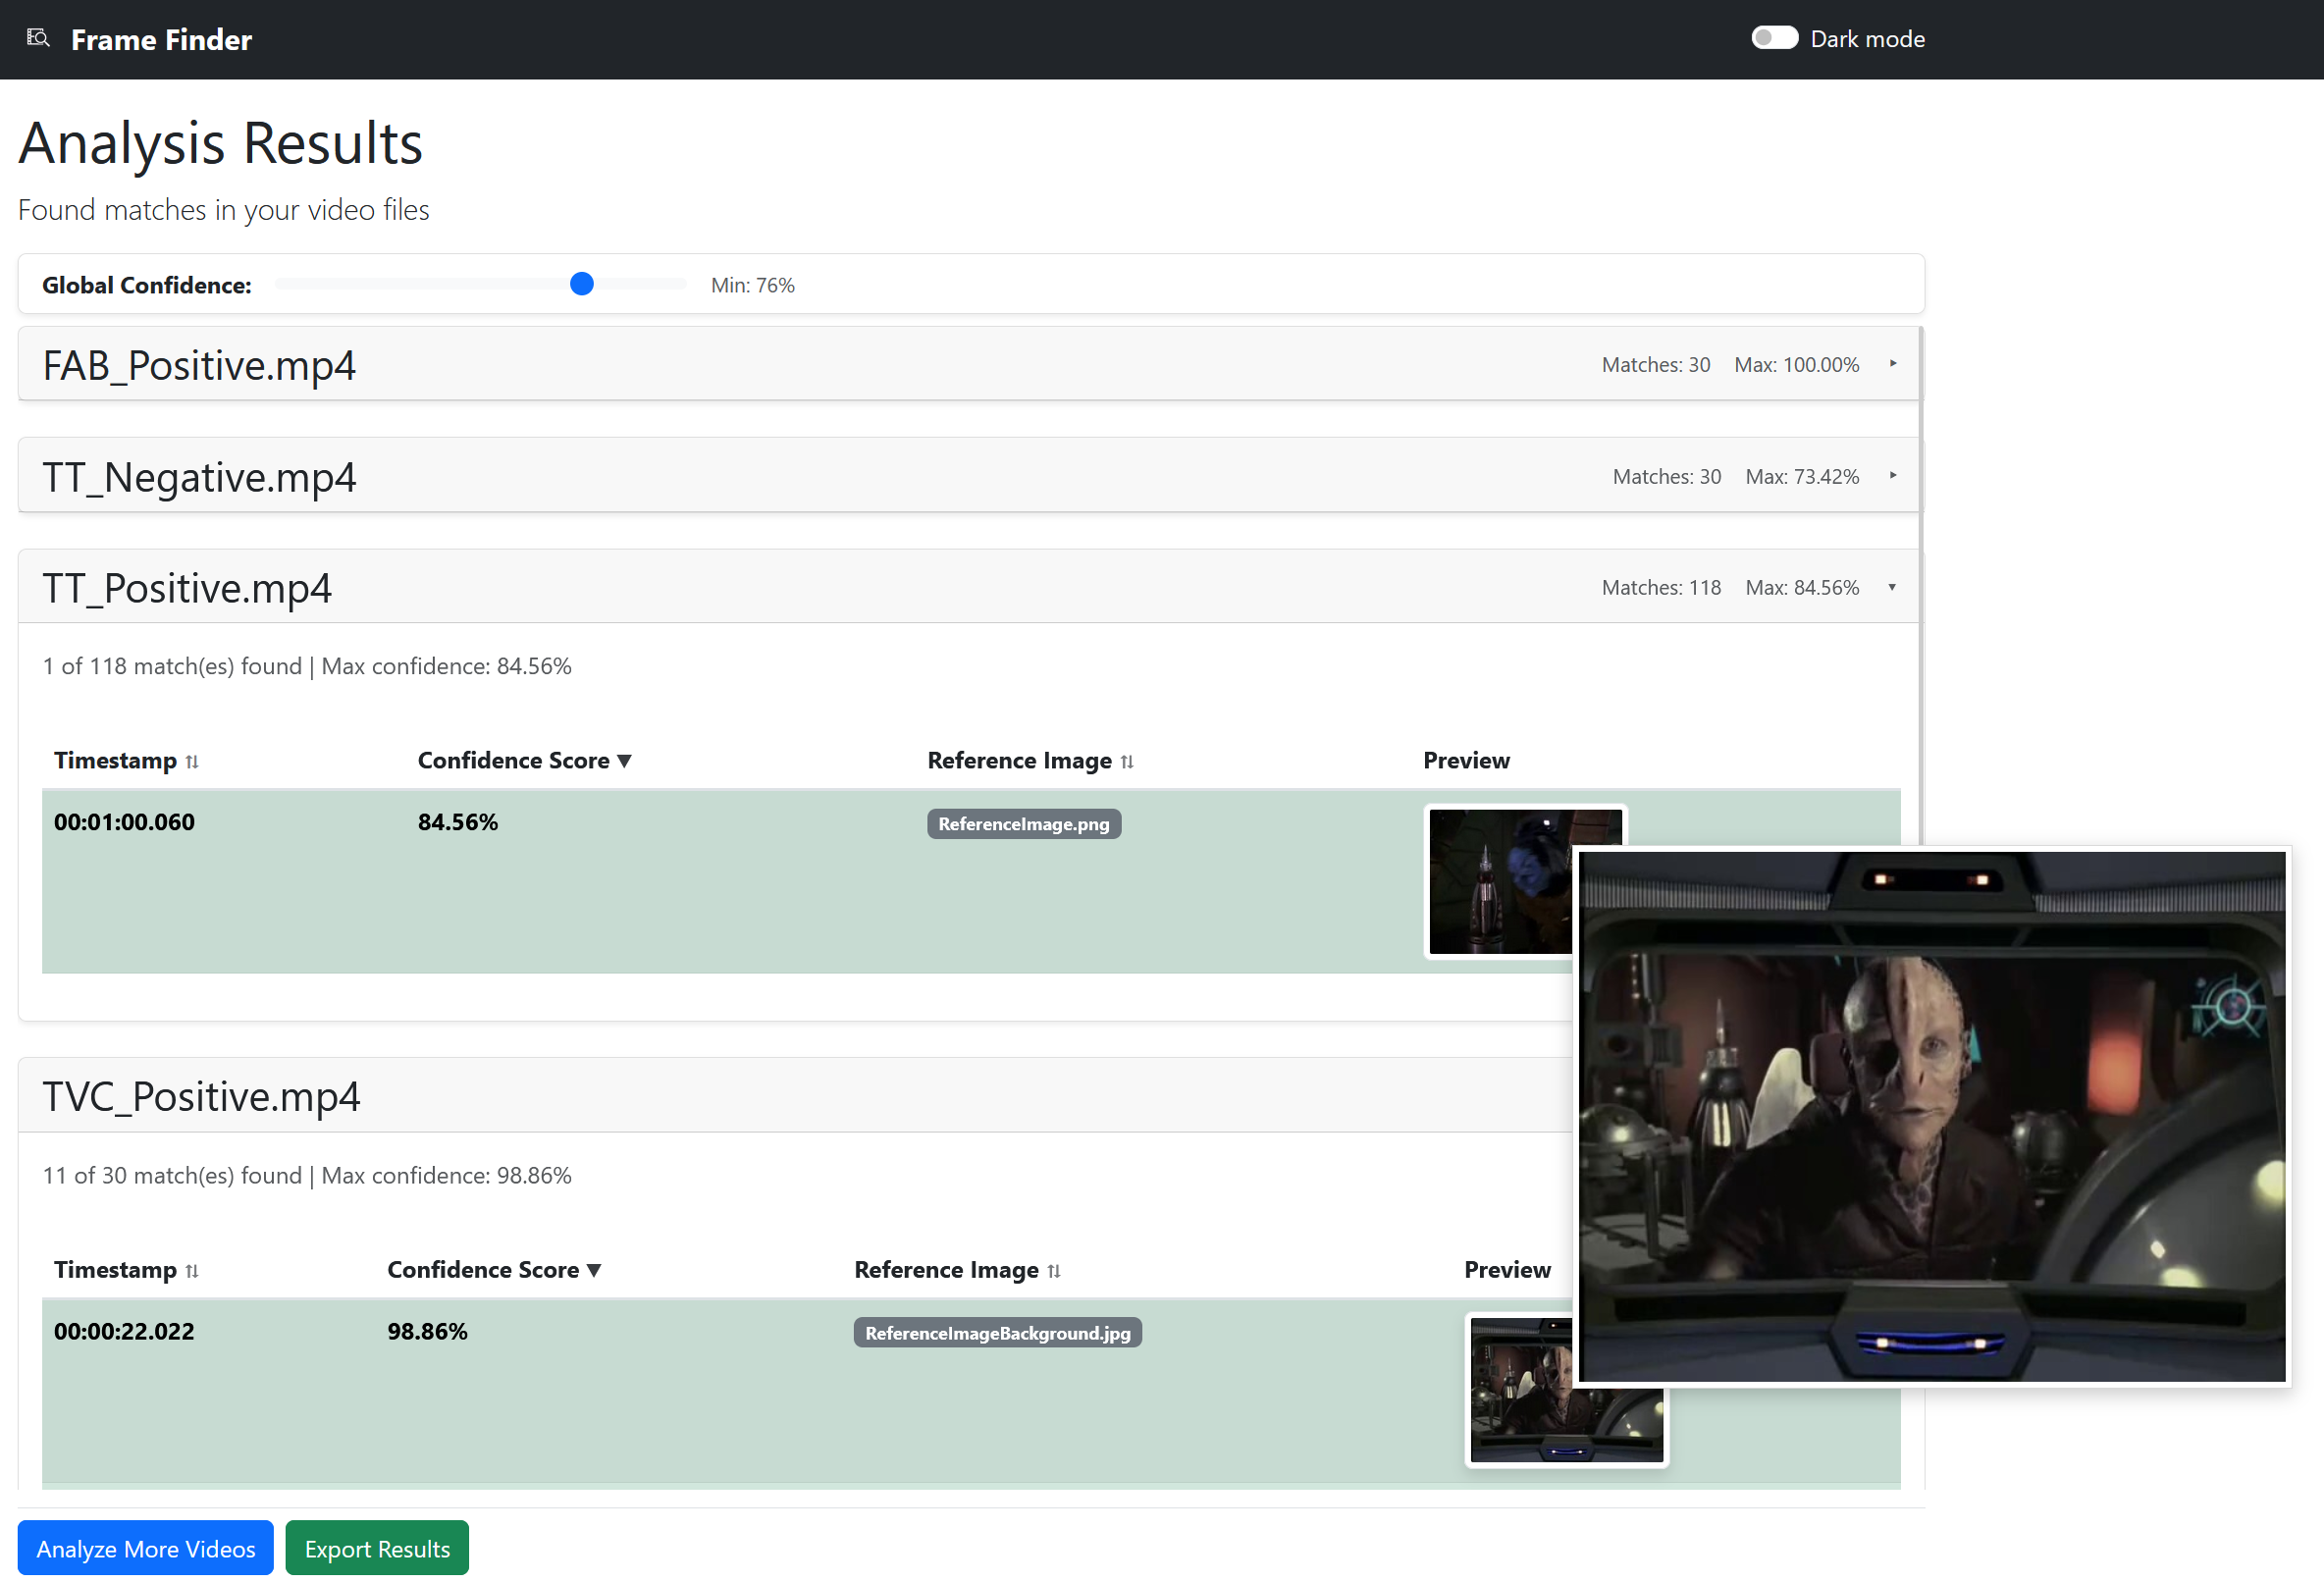 Frame Finder
Dark mode
Analysis Results
Found matches in your video files
Global Confidence: Min: 76%
FAB_Positive.mp4 Matches: 30 Max: 100.00%
TT_Negative.mp4 Matches: 30 Max: 73.42%
TT_Positive.mp4 Matches: 118 Max: 84.56%
1 of 118 match(es) found | Max confidence: 84.56%
Timestamp Confidence Score Reference Image Preview
00:01:00.060 84.56% ReferenceImage.png
TVC_Positive.mp4
11 of 30 match(es) found | Max confidence: 98.86%
Timestamp Confidence Score Reference Image Preview
00:00:22.022 98.86% ReferenceImageBackground.jpg
Analyze More Videos Export Results